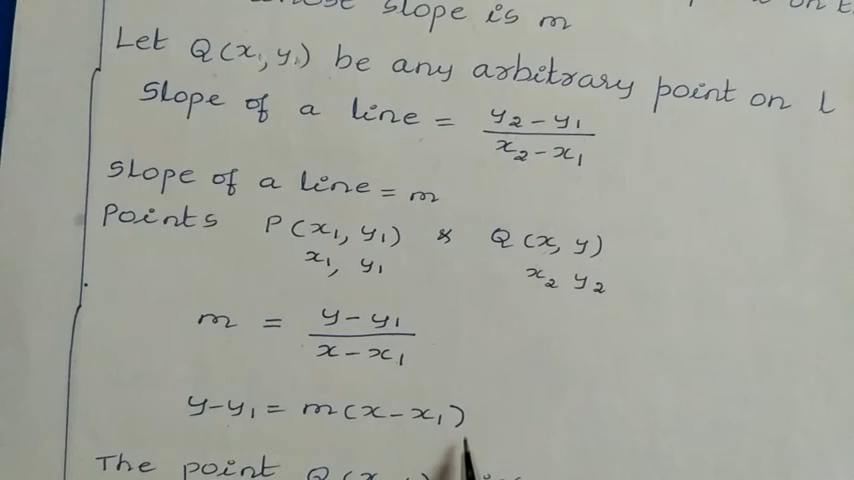 slope is m
Let Q(x, y,) be any arbitrary point on l
Slope of a line = y₂-y₁ / x₂-x₁
Slope of a line = m
Points P(x₁, y₁) & Q(x, y)
x₁, y₁ x₂ y₂
m = y-y₁ / x-x₁
y-y₁ = m(x-x₁)
The point Q(x